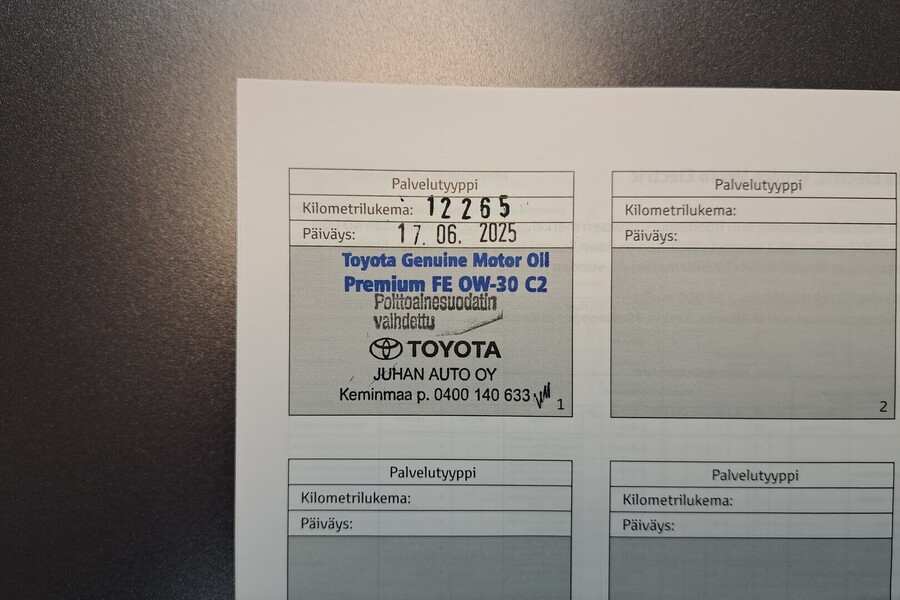 Palvelutyyppi
Kilometrilukema: 12265
Päiväys: 17.06.2025
Toyota Genuine Motor Oil
Premium FE 0W-30 C2
Polttoainesuodatin
vaihdettu
TOYOTA
JUHAN AUTO OY
Keminmaa p. 0400 140 633
1
Palvelutyyppi
Kilometrilukema:
Päiväys:
2
Palvelutyyppi
Kilometrilukema:
Päiväys:
Palvelutyyppi
Kilometrilukema:
Päiväys: